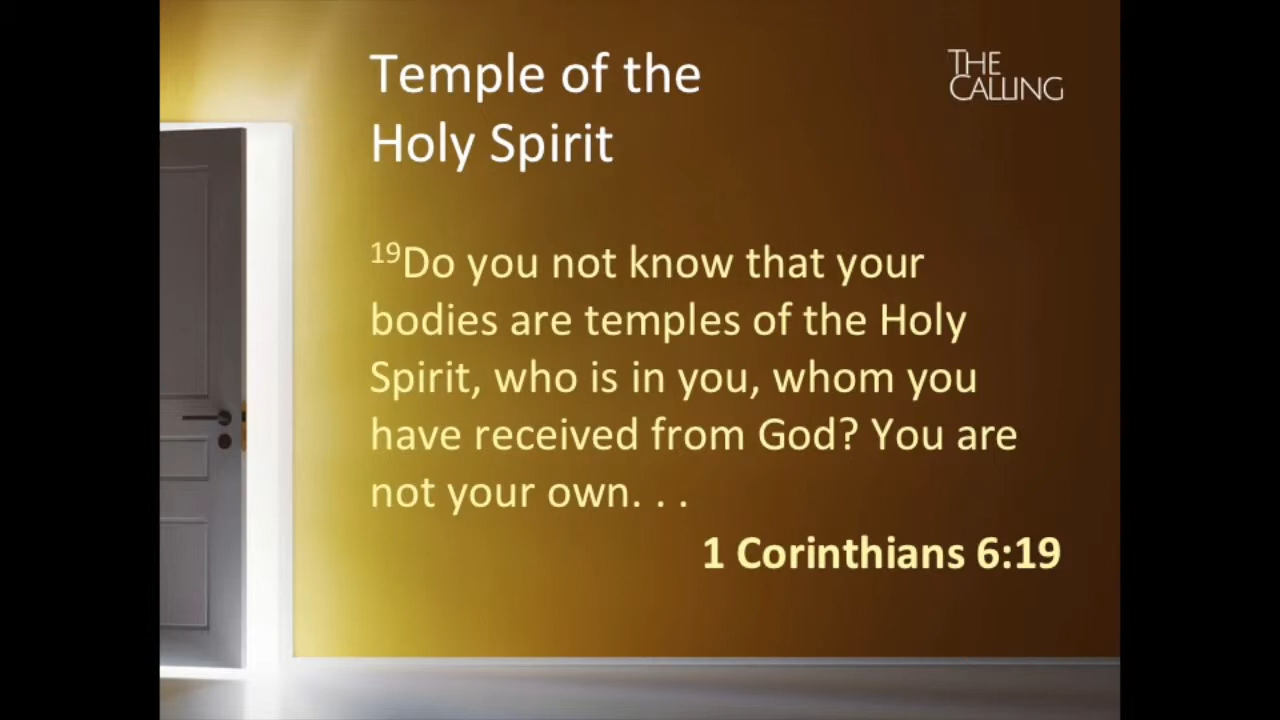 Temple of the
Holy Spirit
THE
CALLING
¹⁹Do you not know that your
bodies are temples of the Holy
Spirit, who is in you, whom you
have received from God? You are
not your own. . .
1 Corinthians 6:19